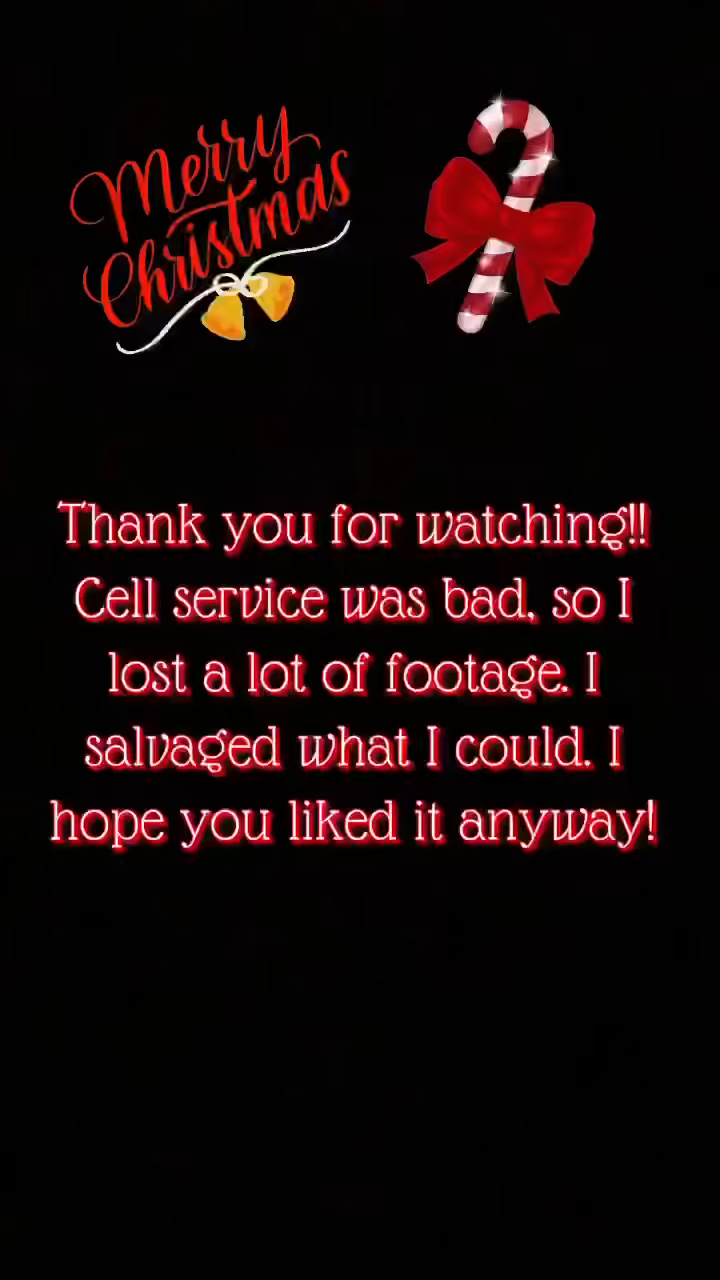 Merry
Christmas
Thank you for watching!!
Cell service was bad, so I
lost a lot of footage. I
salvaged what I could. I
hope you liked it anyway!